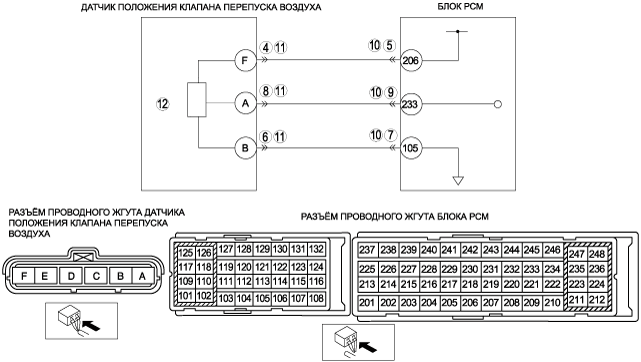 ДАТЧИК ПОЛОЖЕНИЯ КЛАПАНА ПЕРЕПУСКА ВОЗДУХА
БЛОК PCM
F 4 11 10 5 206
12 A 8 11 10 9 233
B 6 11 10 7 105
РАЗЪЁМ ПРОВОДНОГО ЖГУТА ДАТЧИКА
ПОЛОЖЕНИЯ КЛАПАНА ПЕРЕПУСКА
ВОЗДУХА
F E D C B A
РАЗЪЁМ ПРОВОДНОГО ЖГУТА БЛОКА PCM
125 126 127 128 129 130 131 132
117 118 119 120 121 122 123 124
109 110 111 112 113 114 115 116
101 102 103 104 105 106 107 108
237 238 239 240 241 242 243 244 245 246 247 248
225 226 227 228 229 230 231 232 233 234 235 236
213 214 215 216 217 218 219 220 221 222 223 224
201 202 203 204 205 206 207 208 209 210 211 212